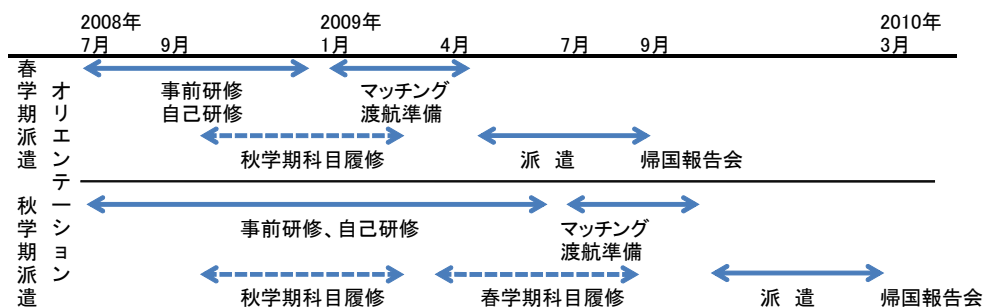 2008年 2009年 2010年
7月 9月 1月 4月 7月 9月 3月
春学期派遣
オリエンテーション
事前研修 マッチング
自己研修 渡航準備
秋学期科目履修 派 遣 帰国報告会
秋学期派遣
事前研修、自己研修 マッチング
渡航準備
秋学期科目履修 春学期科目履修 派 遣 帰国報告会